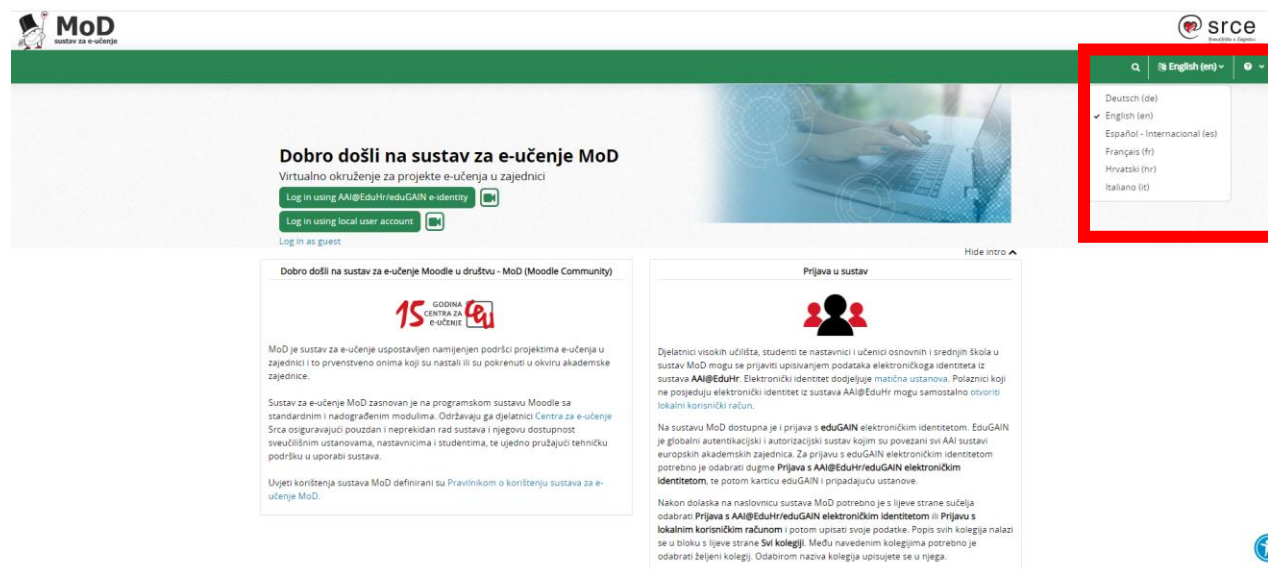 MoD
sustav za e-učenje
srce
English (en)
Deutsch (de)
English (en)
Español - Internacional (es)
Français (fr)
Hrvatski (hr)
Italiano (it)
Dobro došli na sustav za e-učenje MoD
Virtualno okruženje za projekte e-učenja u zajednici
Log in using AAI@EduHr/eduGAIN e-identity
Log in using local user account
Log in as guest
Hide intro
Dobro došli na sustav za e-učenje Moodle u društvu - MoD (Moodle Community)
15 GODINA
CENTRA ZA
E-UČENJE
ceu
MoD je sustav za e-učenje uspostavljen namijenjen podršci projektima e-učenja u
zajednici i to prvenstveno onima koji su nastali ili su pokrenuti u okviru akademske
zajednice.
Sustav za e-učenje MoD zasnovan je na programskom sustavu Moodle sa
standardnim i nadograđenim modulima. Održavaju ga djelatnici Centra za e-učenje
Srca osiguravajući pouzdan i neprekidan rad sustava i njegovu dostupnost
sveučilišnim ustanovama, nastavnicima i studentima, te ujedno pružajući tehničku
podršku u uporabi sustava.
Uvjeti korištenja sustava MoD definirani su Pravilnikom o korištenju sustava za e-
učenje MoD.
Prijava u sustav
Djelatnici visokih učilišta, studenti te nastavnici i učenici osnovnih i srednjih škola u
sustav MoD mogu se prijaviti upisivanjem podataka elektroničkoga identiteta iz
sustava AAI@EduHr. Elektronički identitet dodjeljuje matična ustanova. Polaznici koji
ne posjeduju elektronički identitet iz sustava AAI@EduHr mogu samostalno otvoriti
lokalni korisnički račun.
Na sustavu MoD dostupna je i prijava s eduGAIN elektroničkim identitetom. EduGAIN
je globalni autentikacijski i autorizacijski sustav kojim su povezani svi AAI sustavi
europskih akademskih zajednica. Za prijavu s eduGAIN elektroničkim identitetom
potrebno je odabrati dugme Prijava s AAI@EduHr/eduGAIN elektroničkim
identitetom, te potom karticu eduGAIN i pripadajuću ustanove.
Nakon dolaska na naslovnicu sustava MoD potrebno je s lijeve strane sučelja
odabrati Prijava s AAI@EduHr/eduGAIN elektroničkim identitetom ili Prijavu s
lokalnim korisničkim računom i potom upisati svoje podatke. Popis svih kolegija nalazi
se u bloku s lijeve strane Svi kolegiji. Među navedenim kolegijima potrebno je
odabrati željeni kolegij. Odabirom naziva kolegija upisujete se u njega.